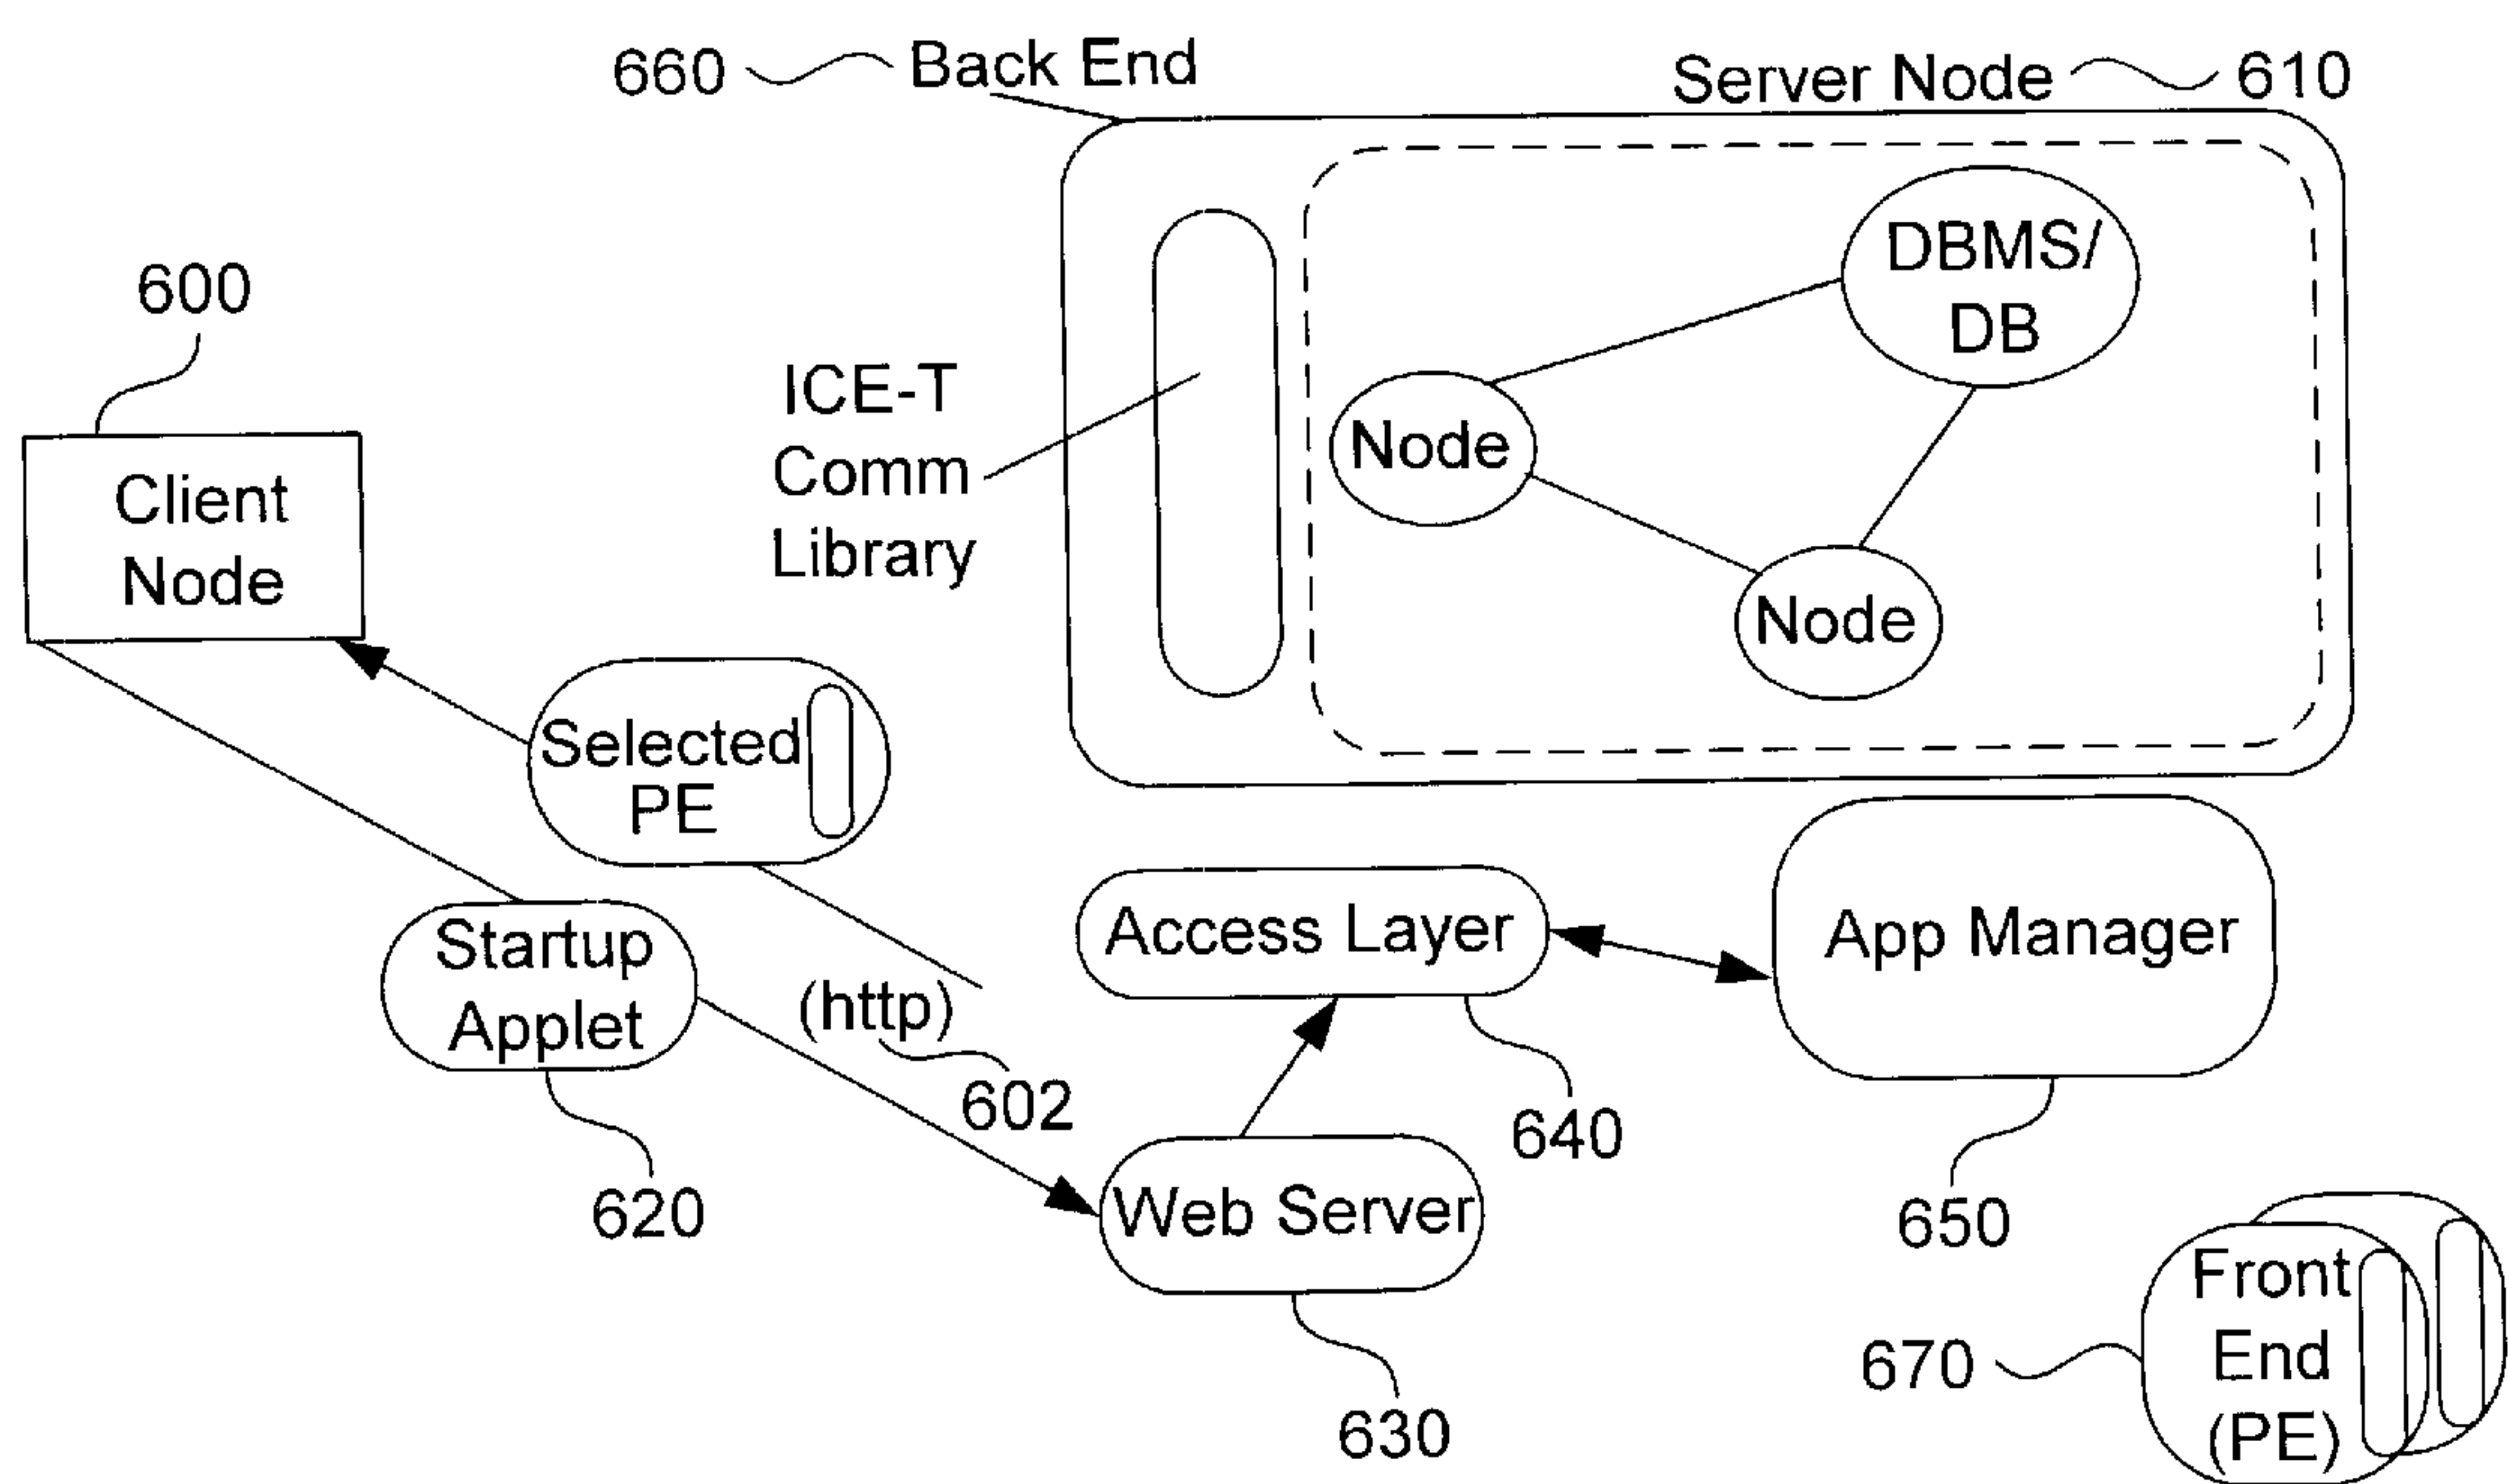 660
Back End
Server Node
610
600
DBMS/
DB
ICE-T
Comm
Library
Node
Client
Node
Node
Selected
PE
Startup
Applet
(http)
602
Access Layer
App Manager
640
620
Web Server
650
630
670
Front
End
(PE)